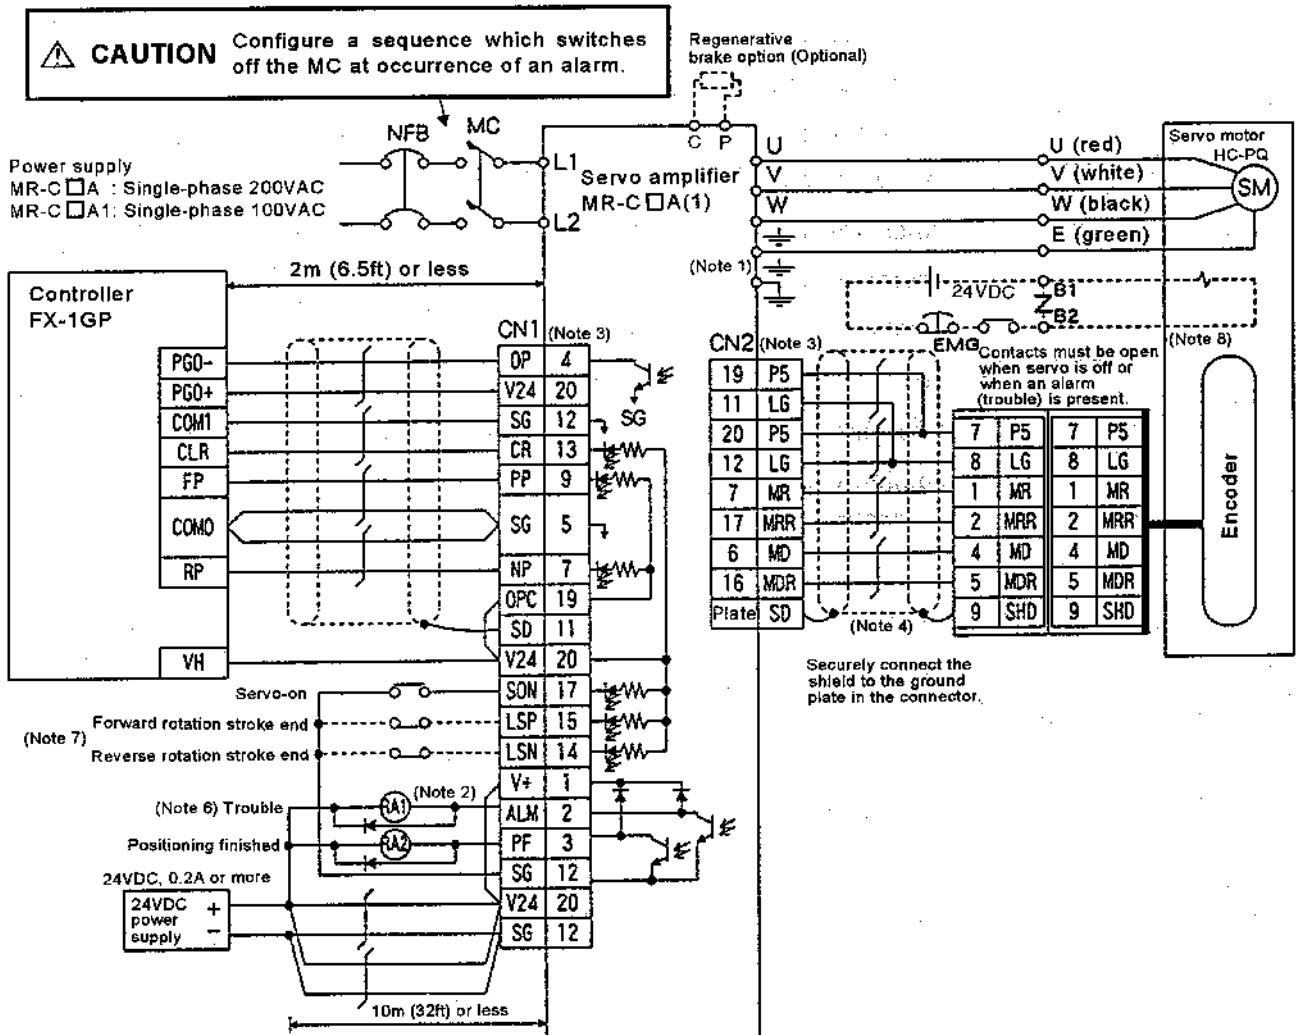 CAUTION Configure a sequence which switches
off the MC at occurrence of an alarm.
Regenerative
brake option (Optional)
C P
NFB MC
Power supply
MR-C □ A : Single-phase 200VAC
MR-C □ A1: Single-phase 100VAC
L1
L2
Servo amplifier
MR-C □ A(1)
U
V
W
U (red)
V (white)
W (black)
E (green)
Servo motor
HC-PQ
SM
(Note 1)
2m (6.5ft) or less
Controller
FX-1GP
PG0-
PG0+
COM1
CLR
FP
COM0
RP
VH
CN1 (Note 3)
OP 4
V24 20
SG 12
CR 13
PP 9
SG 5
NP 7
OPC 19
SD 11
V24 20
SON 17
LSP 15
LSN 14
V+ 1
ALM 2
PF 3
SG 12
V24 20
SG 12
SG
24VDC
B1
B2
EMG
(Note 8)
Contacts must be open
when servo is off or
when an alarm
(trouble) is present.
CN2 (Note 3)
19 P5
11 LG
20 P5
12 LG
7 MR
17 MRR
6 MD
16 MDR
Plate SD
(Note 4)
7 P5 7 P5
8 LG 8 LG
1 MR 1 MR
2 MRR 2 MRR
4 MD 4 MD
5 MDR 5 MDR
9 SHD 9 SHD
Encoder
Securely connect the
shield to the ground
plate in the connector.
Servo-on
Forward rotation stroke end
(Note 7)
Reverse rotation stroke end
(Note 2)
(Note 6) Trouble
RA1
Positioning finished
RA2
24VDC, 0.2A or more
24VDC +
power
supply −
10m (32ft) or less